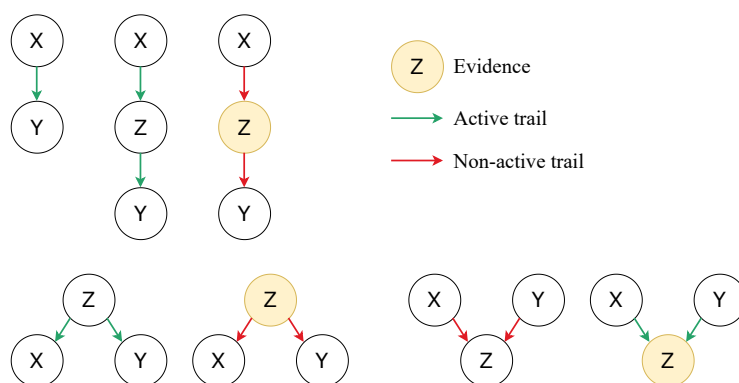 X X X
Z Evidence
Y Z Z
Active trail
Non-active trail
Y Y
Z Z X Y X Y
X Y X Y Z Z